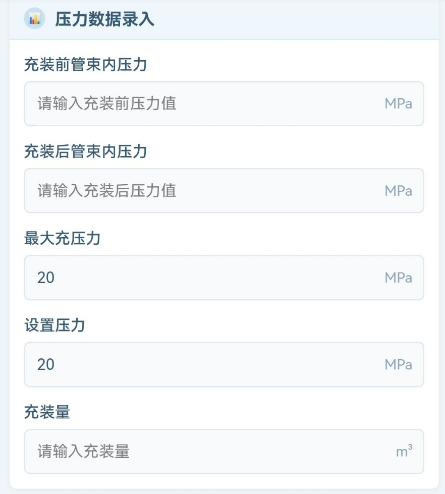 压力数据录入
充装前管束内压力
请输入充装前压力值 MPa
充装后管束内压力
请输入充装后压力值 MPa
最大充压力
20 MPa
设置压力
20 MPa
充装量
请输入充装量 m³